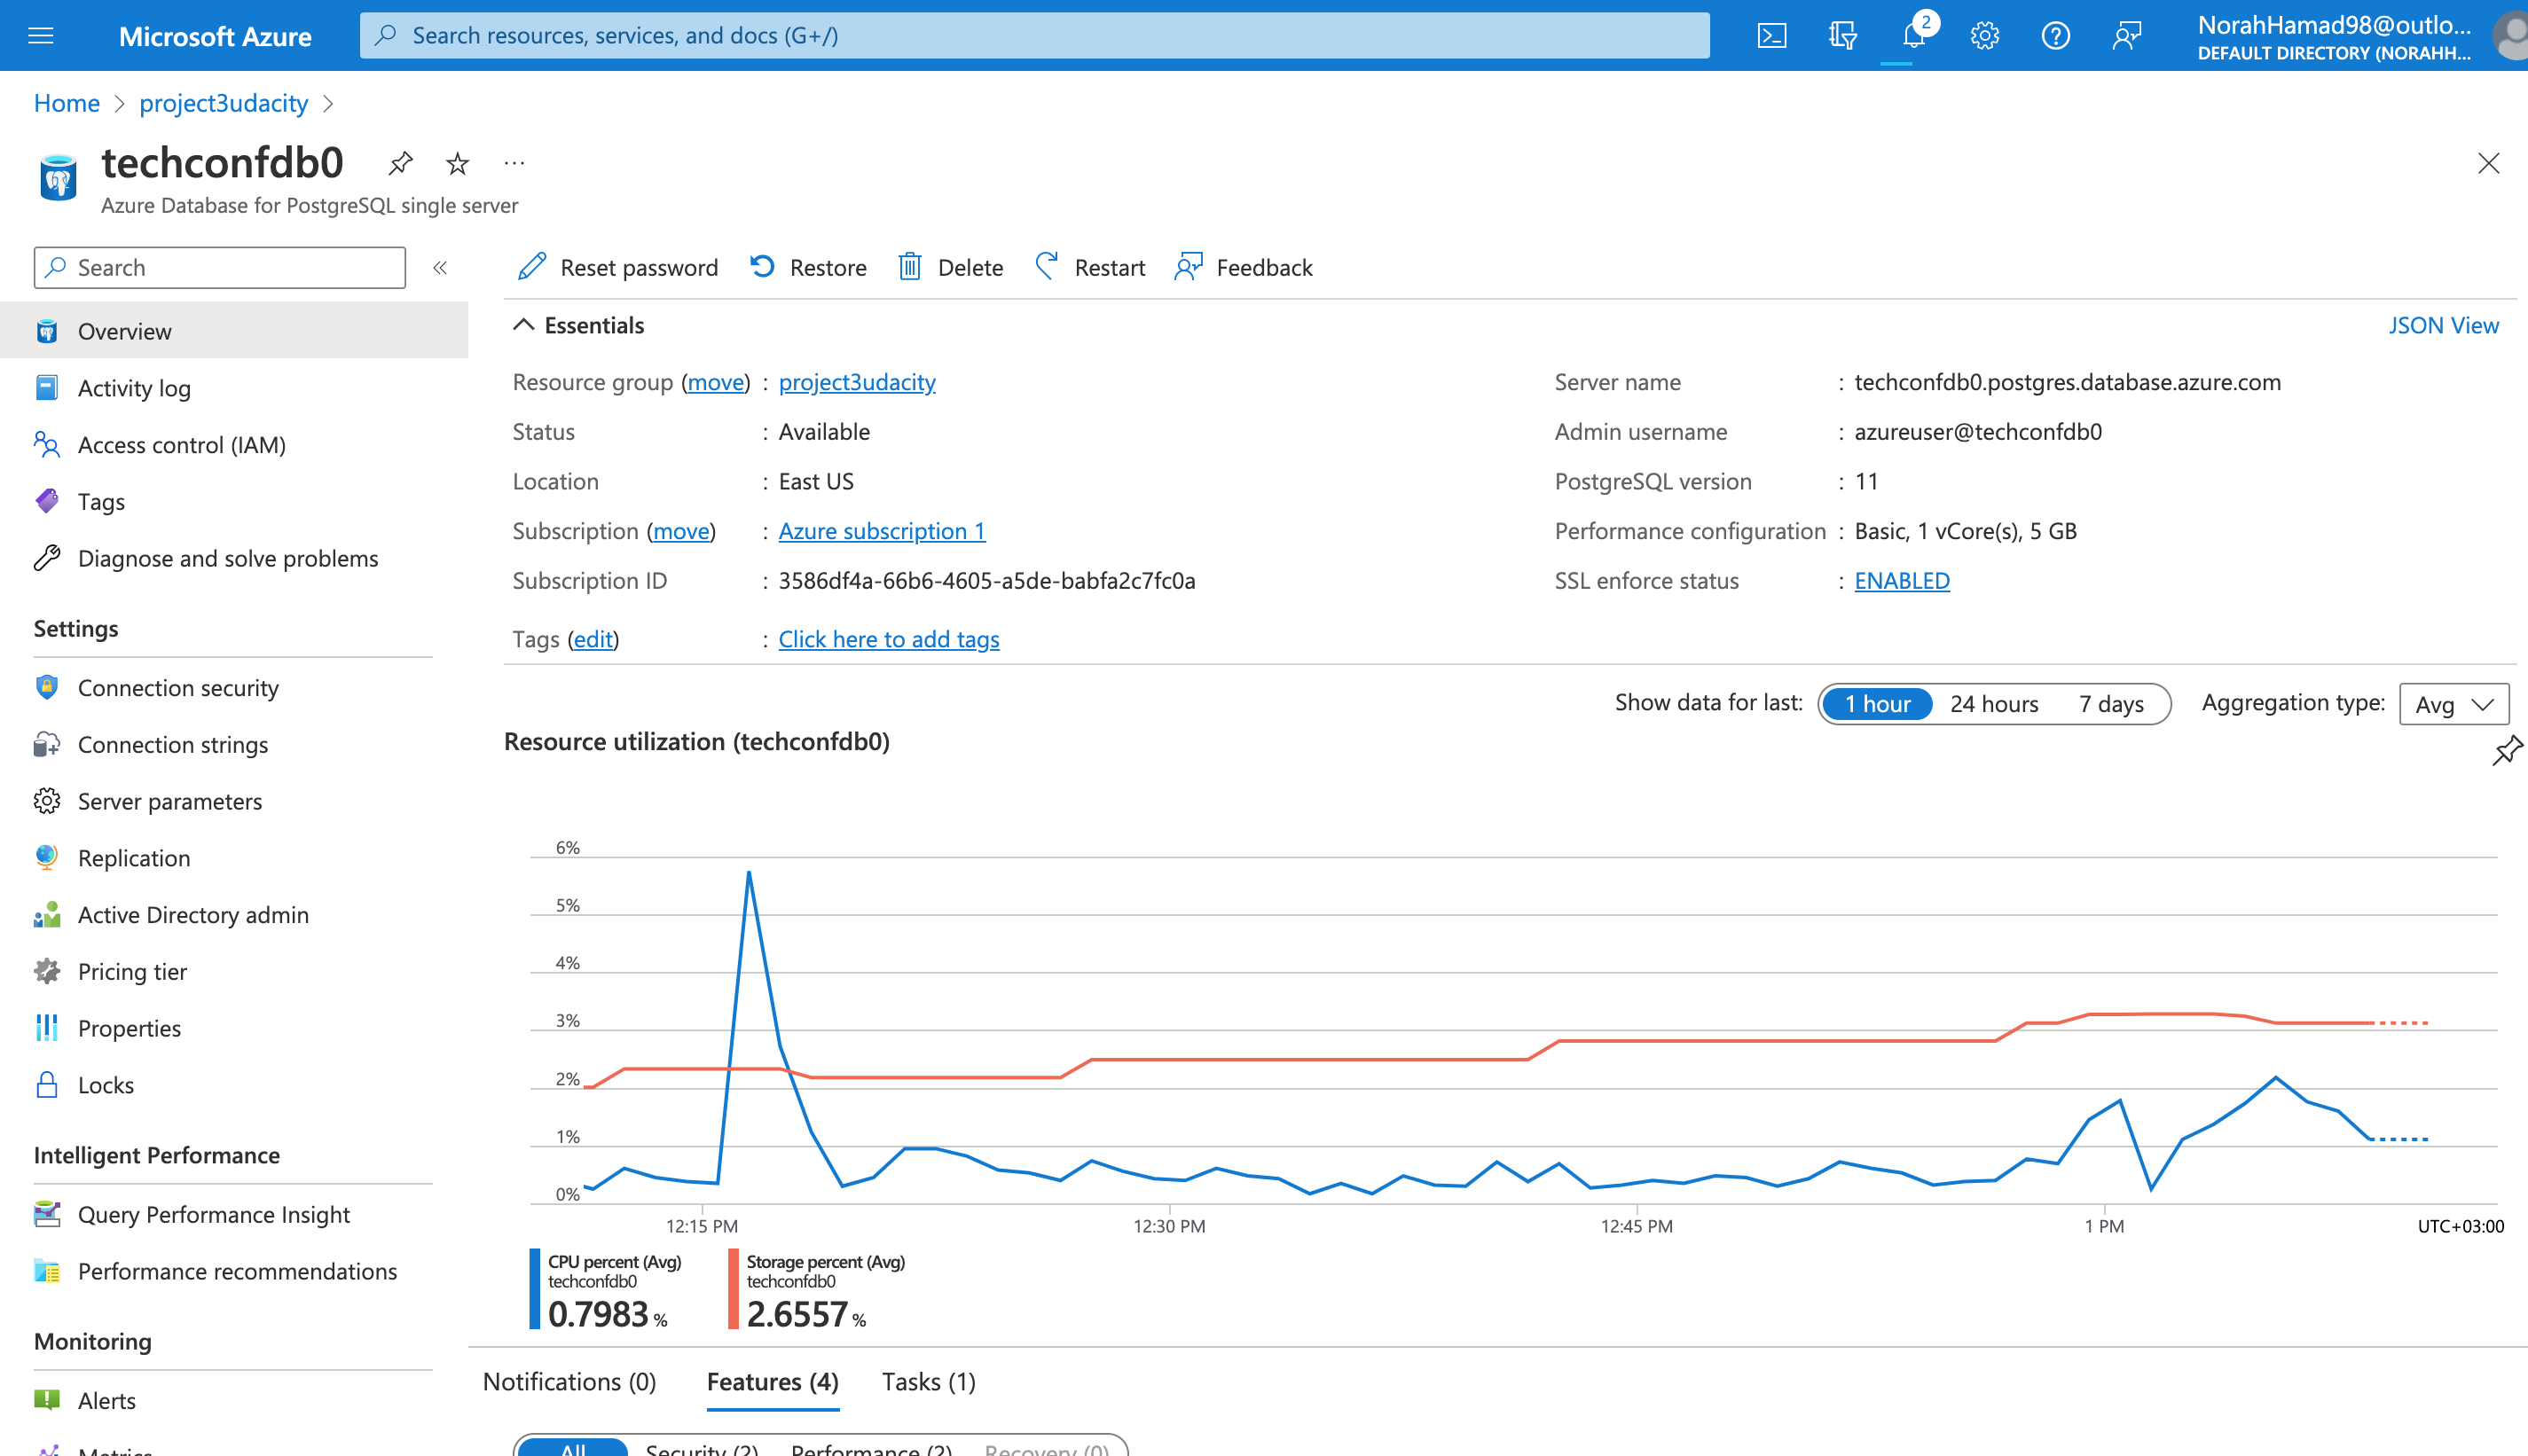 Microsoft Azure
Search resources, services, and docs (G+/)
2
NorahHamad98@outlo...
DEFAULT DIRECTORY (NORAHH...
Home > project3udacity >
techconfdb0
...
Azure Database for PostgreSQL single server
Search
«
Reset password
Restore
Delete
Restart
Feedback
Overview
Activity log
Access control (IAM)
Tags
Diagnose and solve problems
Settings
Connection security
Connection strings
Server parameters
Replication
Active Directory admin
Pricing tier
Properties
Locks
Intelligent Performance
Query Performance Insight
Performance recommendations
Monitoring
Alerts
Metrics
Essentials
JSON View
Resource group (move) : project3udacity
Status : Available
Location : East US
Subscription (move) : Azure subscription 1
Subscription ID : 3586df4a-66b6-4605-a5de-babfa2c7fc0a
Tags (edit) : Click here to add tags
Server name : techconfdb0.postgres.database.azure.com
Admin username : azureuser@techconfdb0
PostgreSQL version : 11
Performance configuration : Basic, 1 vCore(s), 5 GB
SSL enforce status : ENABLED
Show data for last: 1 hour 24 hours 7 days Aggregation type: Avg
Resource utilization (techconfdb0)
6%
5%
4%
3%
2%
1%
0%
12:15 PM 12:30 PM 12:45 PM 1 PM UTC+03:00
CPU percent (Avg)
techconfdb0
0.7983 %
Storage percent (Avg)
techconfdb0
2.6557 %
Notifications (0) Features (4) Tasks (1)
All Security (2) Performance (2) Recovery (0)